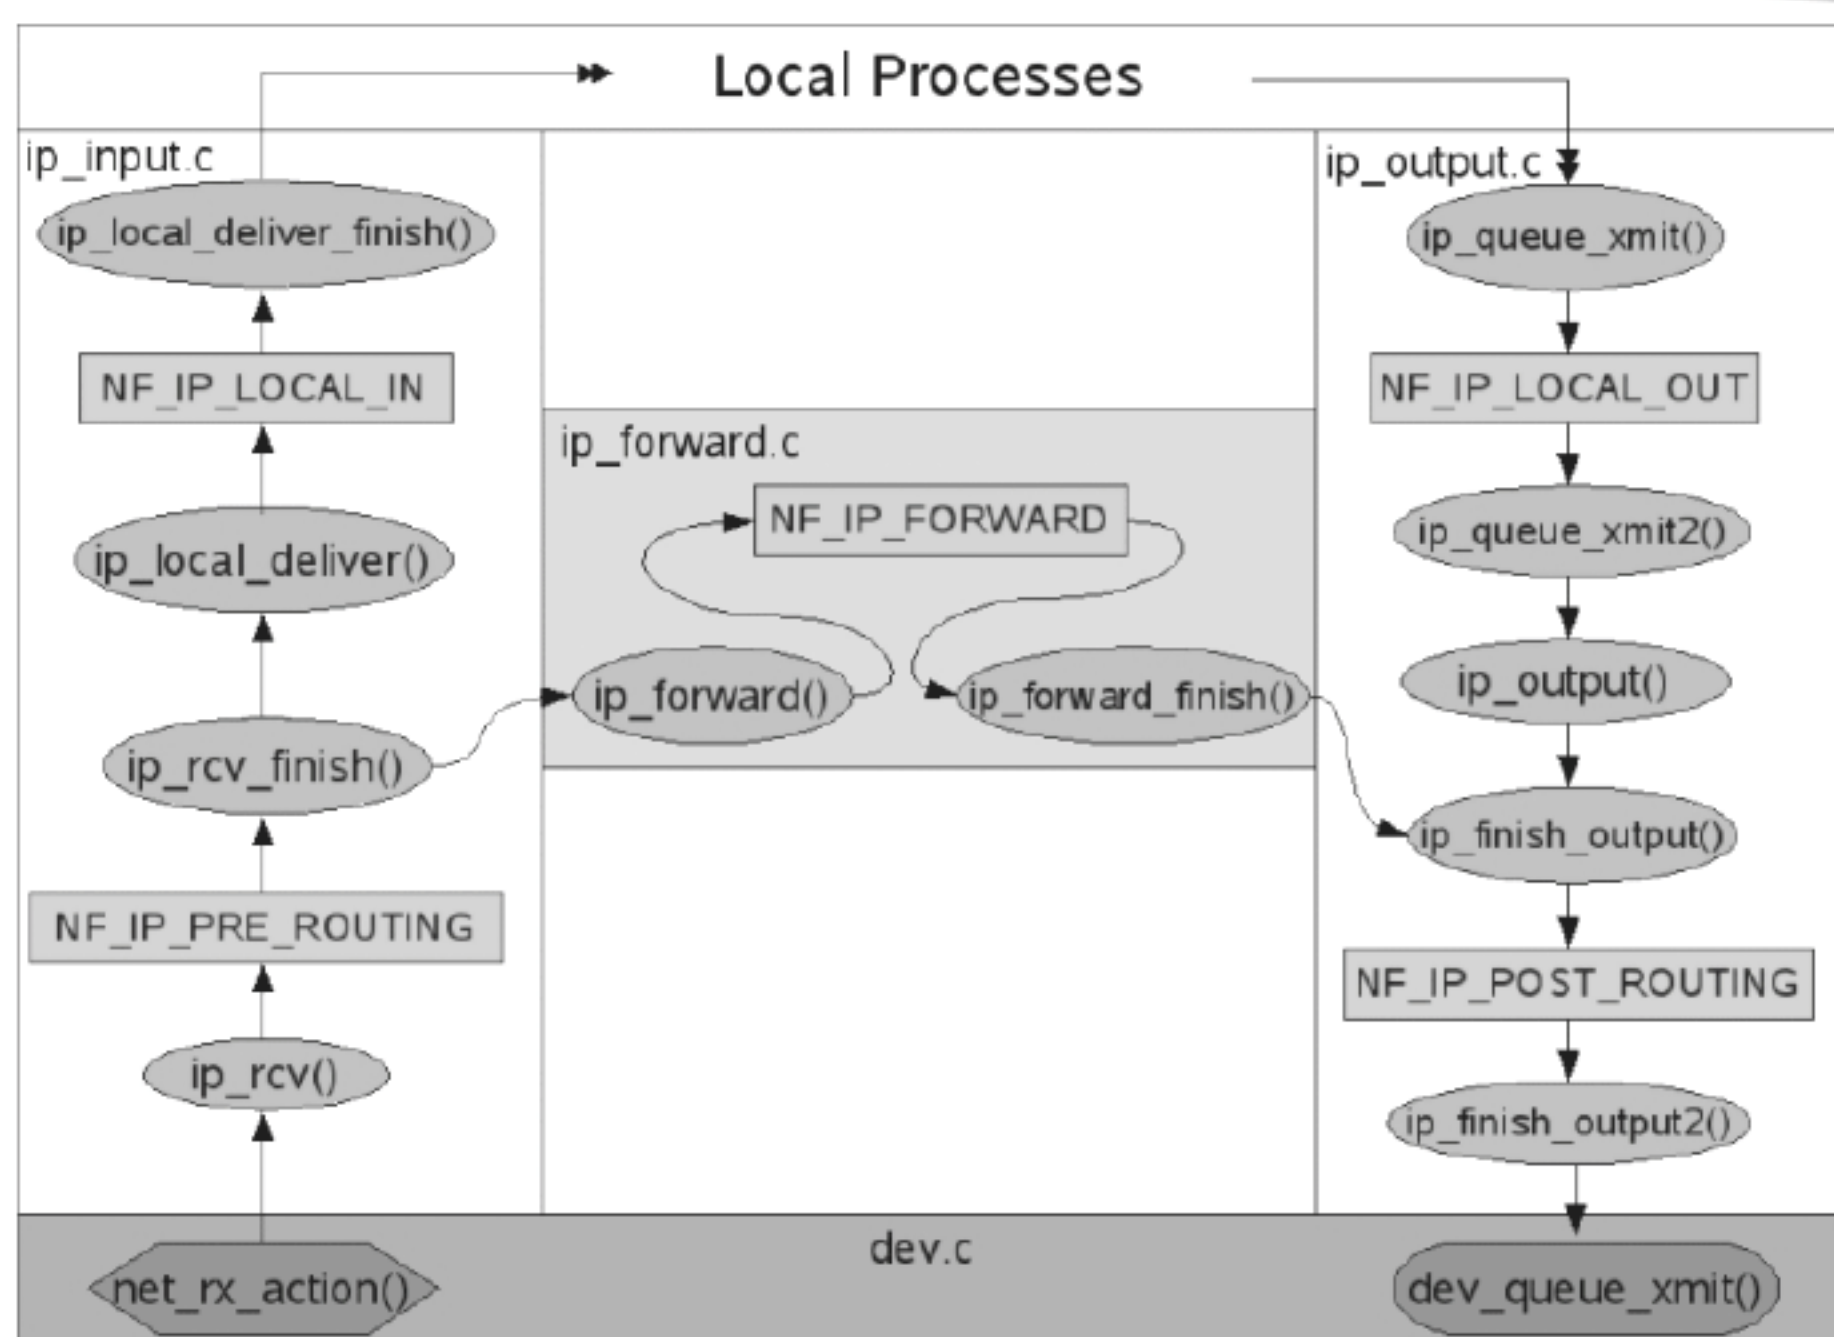 Local Processes
ip_input.c
ip_local_deliver_finish()
NF_IP_LOCAL_IN
ip_local_deliver()
ip_rcv_finish()
NF_IP_PRE_ROUTING
ip_rcv()
ip_forward.c
NF_IP_FORWARD
ip_forward()
ip_forward_finish()
ip_output.c
ip_queue_xmit()
NF_IP_LOCAL_OUT
ip_queue_xmit2()
ip_output()
ip_finish_output()
NF_IP_POST_ROUTING
ip_finish_output2()
dev.c
net_rx_action()
dev_queue_xmit()